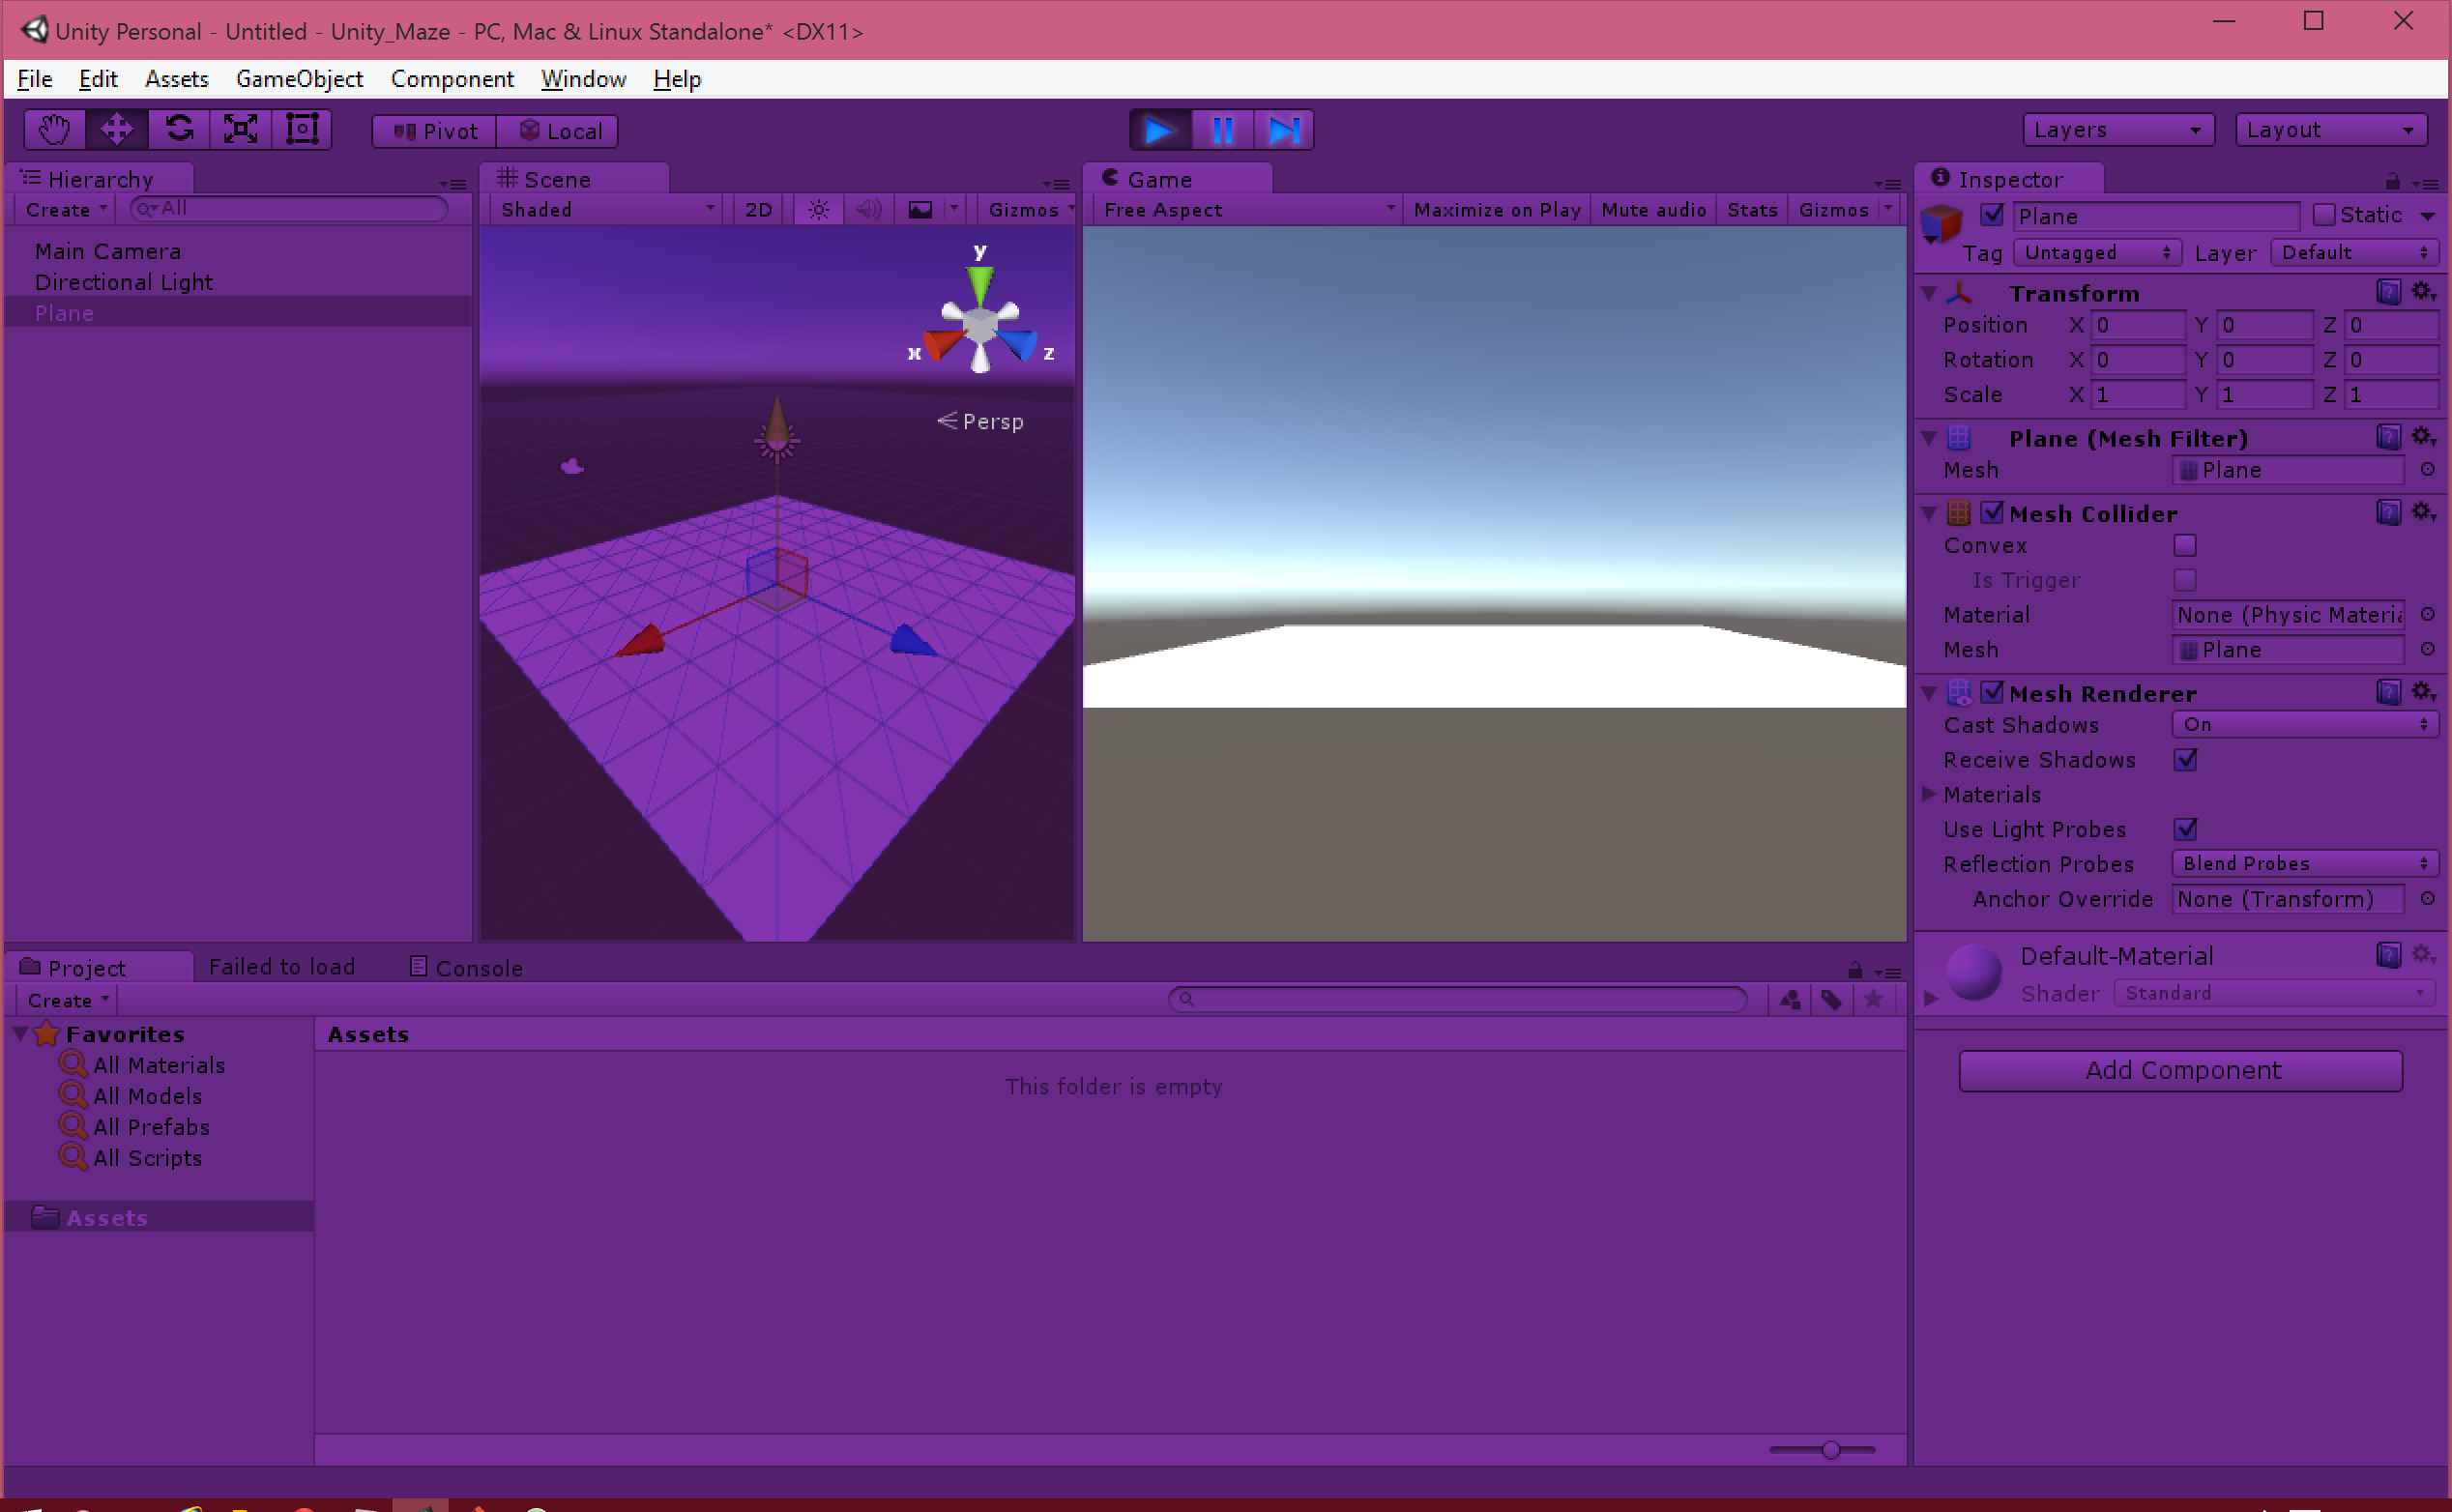 Unity Personal - Untitled - Unity_Maze - PC, Mac & Linux Standalone* <DX11>
File Edit Assets GameObject Component Window Help
Pivot Local Layers Layout
Hierarchy
Create All
Main Camera
Directional Light
Plane
Scene
Shaded 2D Gizmos
y
x z
Persp
Game
Free Aspect Maximize on Play Mute audio Stats Gizmos
Inspector
Plane Static
Tag Untagged Layer Default
Transform
Position X 0 Y 0 Z 0
Rotation X 0 Y 0 Z 0
Scale X 1 Y 1 Z 1
Plane (Mesh Filter)
Mesh Plane
Mesh Collider
Convex
Is Trigger
Material None (Physic Materia
Mesh Plane
Mesh Renderer
Cast Shadows On
Receive Shadows
Materials
Use Light Probes
Reflection Probes Blend Probes
Anchor Override None (Transform)
Default-Material
Shader Standard
Add Component
Project Failed to load Console
Create
Favorites
All Materials
All Models
All Prefabs
All Scripts
Assets
Assets
This folder is empty